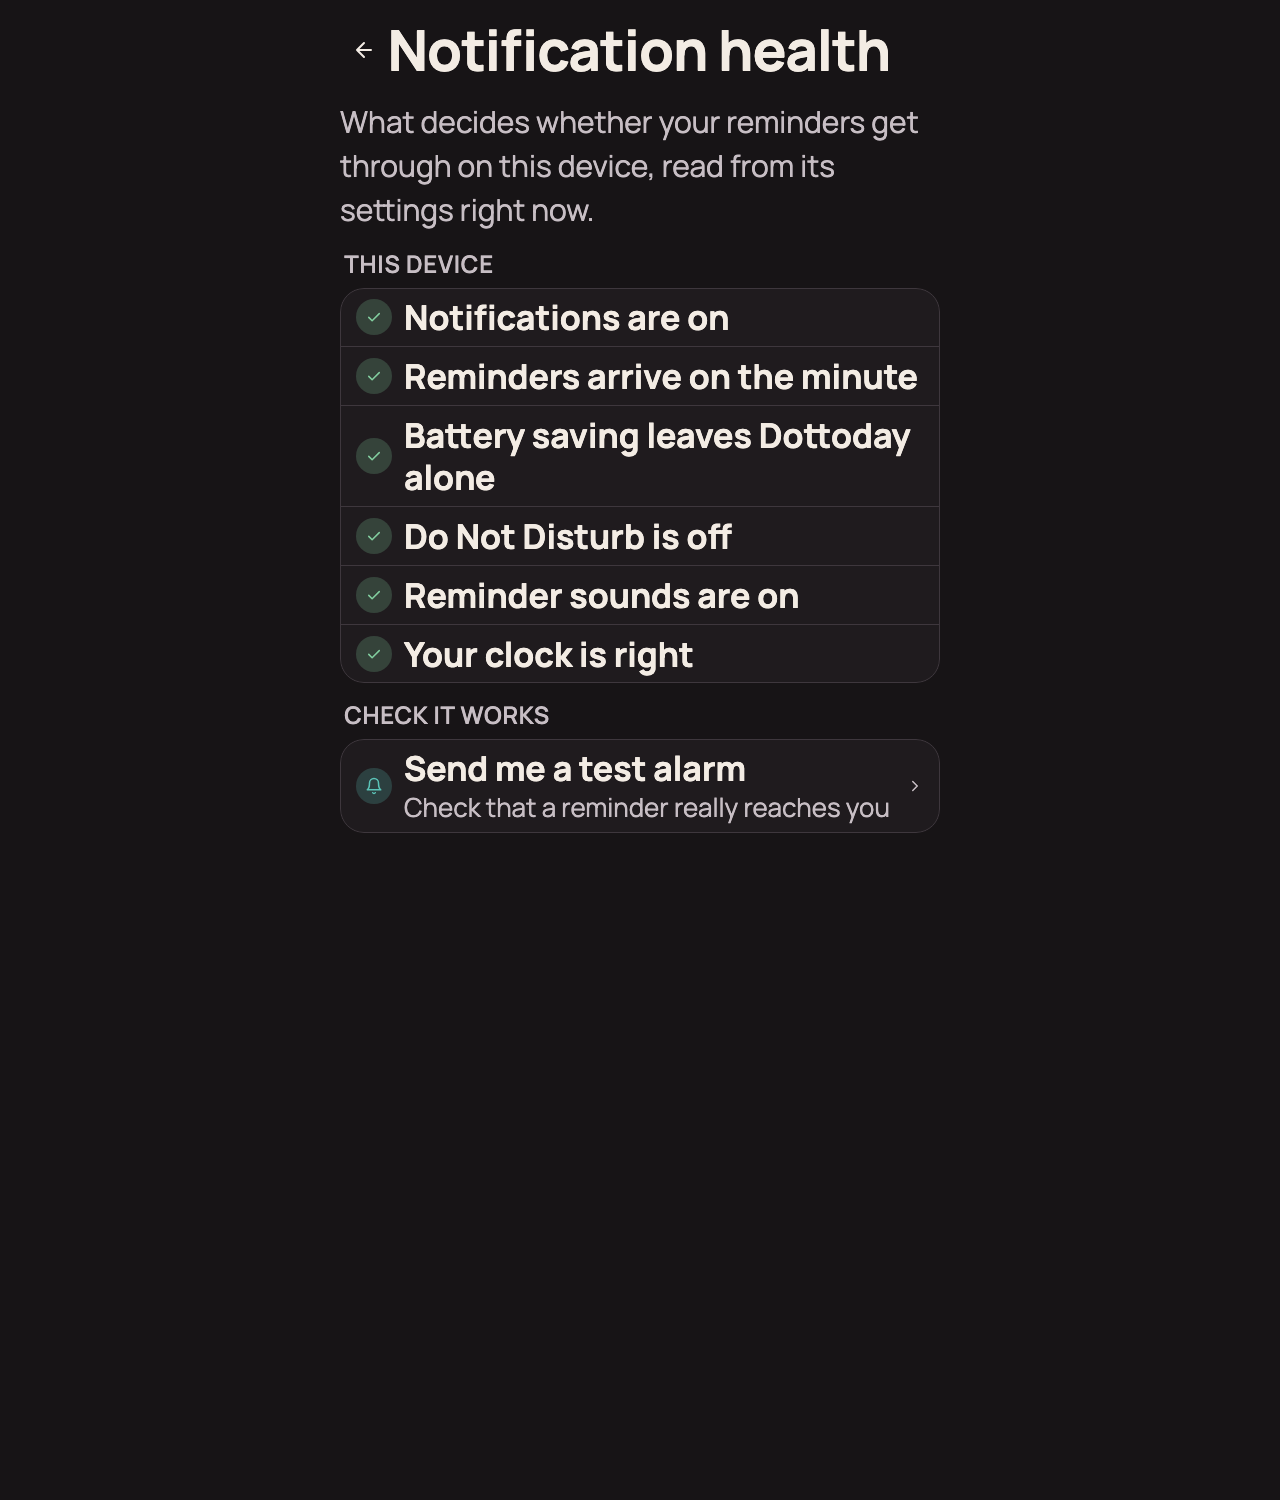 Notification health
What decides whether your reminders get
through on this device, read from its
settings right now.
THIS DEVICE
Notifications are on
Reminders arrive on the minute
Battery saving leaves Dottoday
alone
Do Not Disturb is off
Reminder sounds are on
Your clock is right
CHECK IT WORKS
Send me a test alarm
Check that a reminder really reaches you